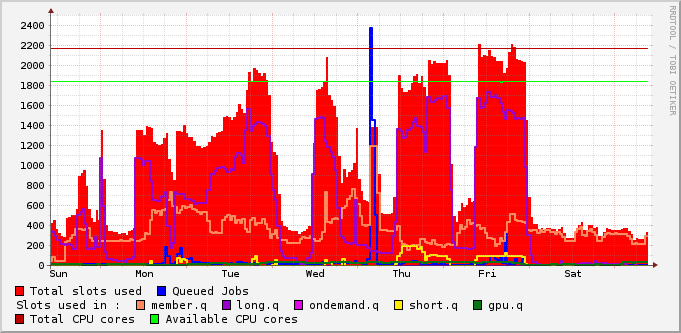 2400
2200
2000
1800
1600
1400
1200
1000
800
600
400
200
0
Sun Mon Tue Wed Thu Fri Sat
RRDTOOL / TOBI OETIKER
Total slots used Queued Jobs
Slots used in : member.q long.q ondemand.q short.q gpu.q
Total CPU cores Available CPU cores